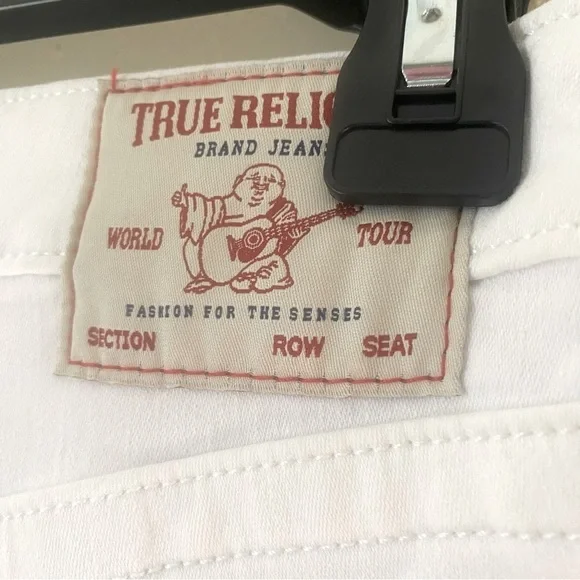 TRUE RELIG
BRAND JEANS
WORLD TOUR
FASHION FOR THE SENSES
SECTION ROW SEAT